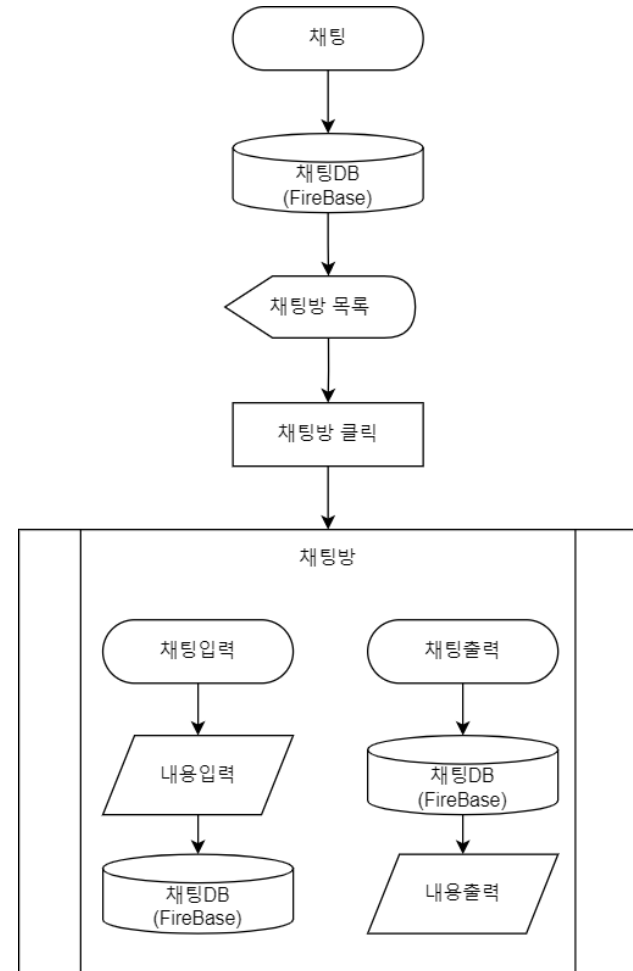 채팅
채팅DB
(FireBase)
채팅방 목록
채팅방 클릭
채팅방
채팅입력
내용입력
채팅DB
(FireBase)
채팅출력
채팅DB
(FireBase)
내용출력